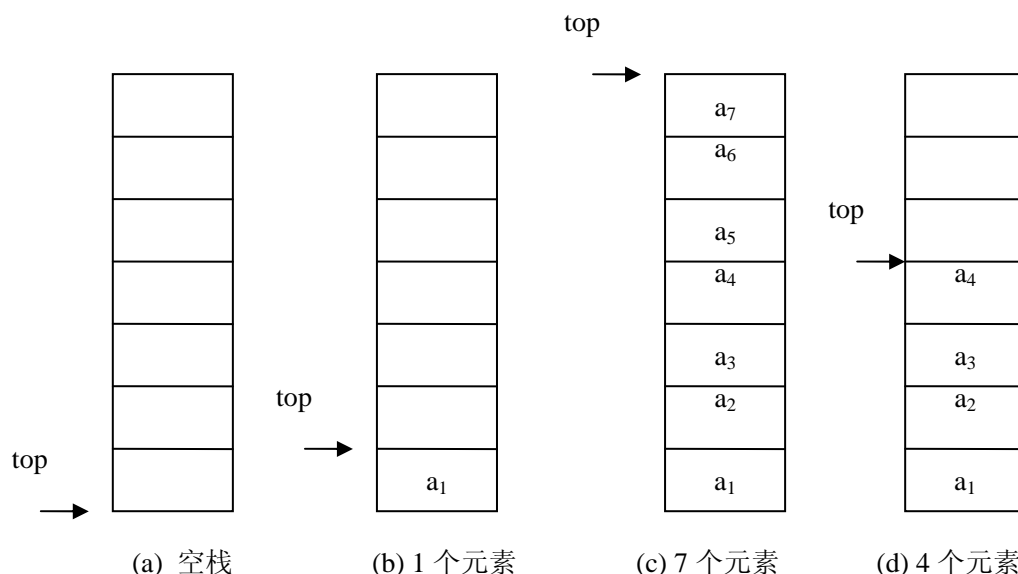 top
a₇
a₆
top
a₅
a₄
a₄
a₃
a₃
top
a₂
a₂
top
a₁
a₁
a₁
(a) 空栈
(b) 1 个元素
(c) 7 个元素
(d) 4 个元素